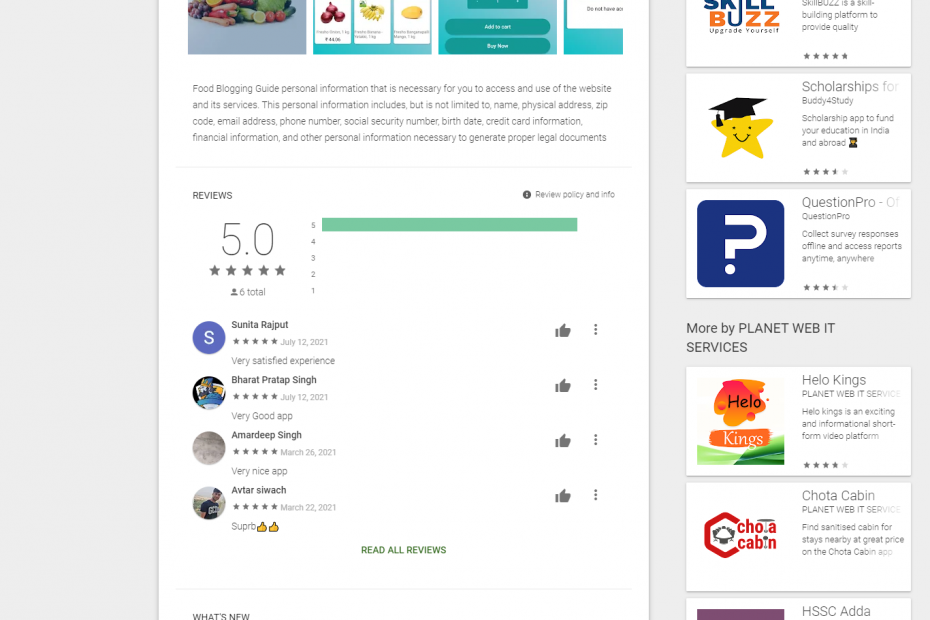 Fresho Onion, 1 kg
₹ 44.06
Add to cart
Buy Now
Do not have acc
Food Blogging Guide personal information that is necessary for you to access and use of the website
and its services. This personal information includes, but is not limited to, name, physical address, zip
code, email address, phone number, social security number, birth date, credit card information,
financial information, and other personal information necessary to generate proper legal documents
REVIEWS
Review policy and info
5.0
6 total
5
4
3
2
1
S
Sunita Rajput
July 12, 2021
Very satisfied experience
Bharat Pratap Singh
July 12, 2021
Very Good app
Amardeep Singh
March 26, 2021
Very nice app
Avtar siwach
March 22, 2021
Suprb👍👍
READ ALL REVIEWS
WHAT'S NEW
SKILL
BUZZ
Upgrade Yourself
SkillBUZZ is a skill-
building platform to
provide quality
Scholarships for
Buddy4Study
Scholarship app to fund
your education in India
and abroad
QuestionPro - Of
QuestionPro
Collect survey responses
offline and access reports
anytime, anywhere
More by PLANET WEB IT
SERVICES
Helo
Kings
Helo Kings
PLANET WEB IT SERVICE
Helo kings is an exciting
and informational short-
form video platform
chota
cabin
Chota Cabin
PLANET WEB IT SERVICE
Find sanitised cabin for
stays nearby at great price
on the Chota Cabin app
HSSC Adda